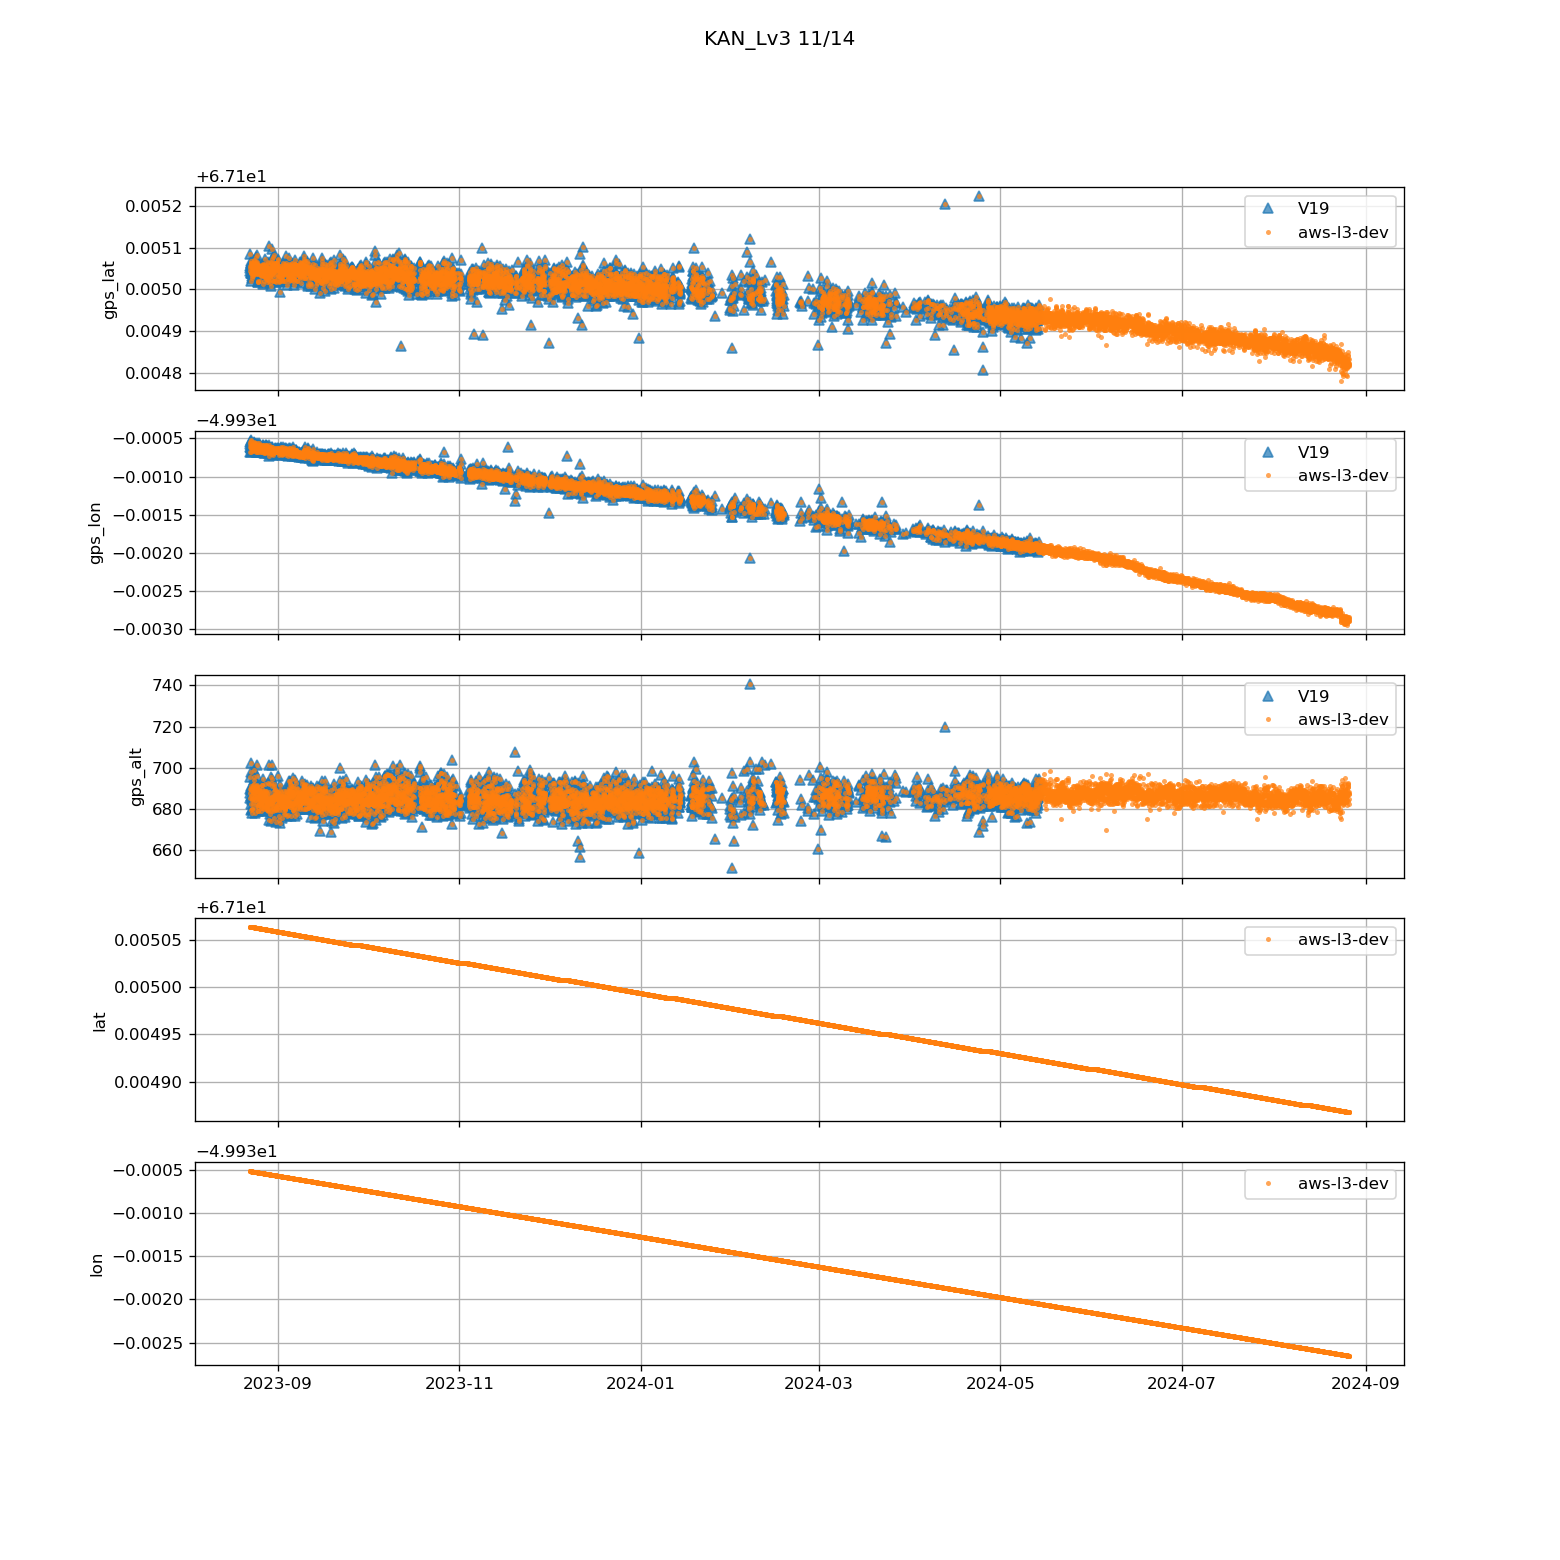 KAN_Lv3 11/14
+6.71e1
0.0052
0.0051
0.0050
0.0049
0.0048
gps_lat
V19
aws-l3-dev
−4.993e1
−0.0005
−0.0010
−0.0015
−0.0020
−0.0025
−0.0030
gps_lon
V19
aws-l3-dev
740
720
700
680
660
gps_alt
V19
aws-l3-dev
+6.71e1
0.00505
0.00500
0.00495
0.00490
lat
aws-l3-dev
−4.993e1
−0.0005
−0.0010
−0.0015
−0.0020
−0.0025
lon
aws-l3-dev
2023-09 2023-11 2024-01 2024-03 2024-05 2024-07 2024-09